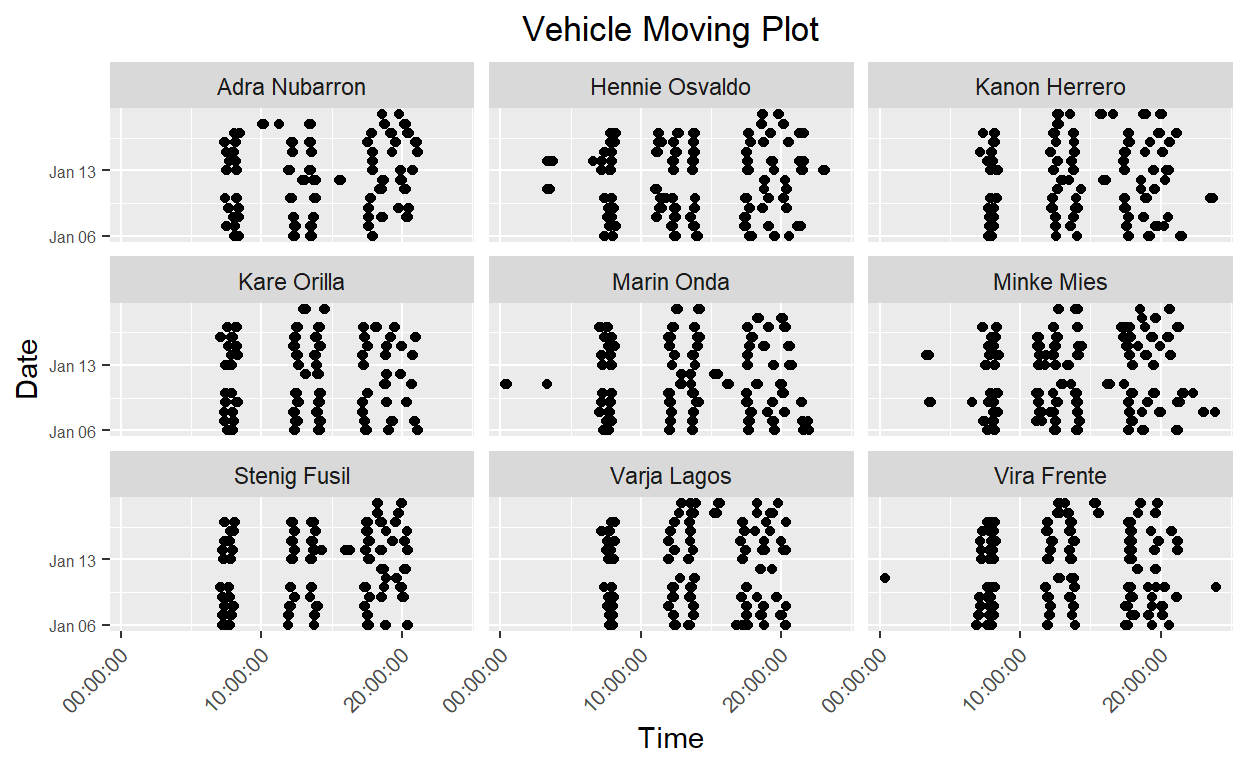 Vehicle Moving Plot
Adra Nubarron
Hennie Osvaldo
Kanon Herrero
Jan 13
Jan 06
Kare Orilla
Marin Onda
Minke Mies
Date
Jan 13
Jan 06
Stenig Fusil
Varja Lagos
Vira Frente
Jan 13
Jan 06
00:00:00
10:00:00
20:00:00
00:00:00
10:00:00
20:00:00
00:00:00
10:00:00
20:00:00
Time